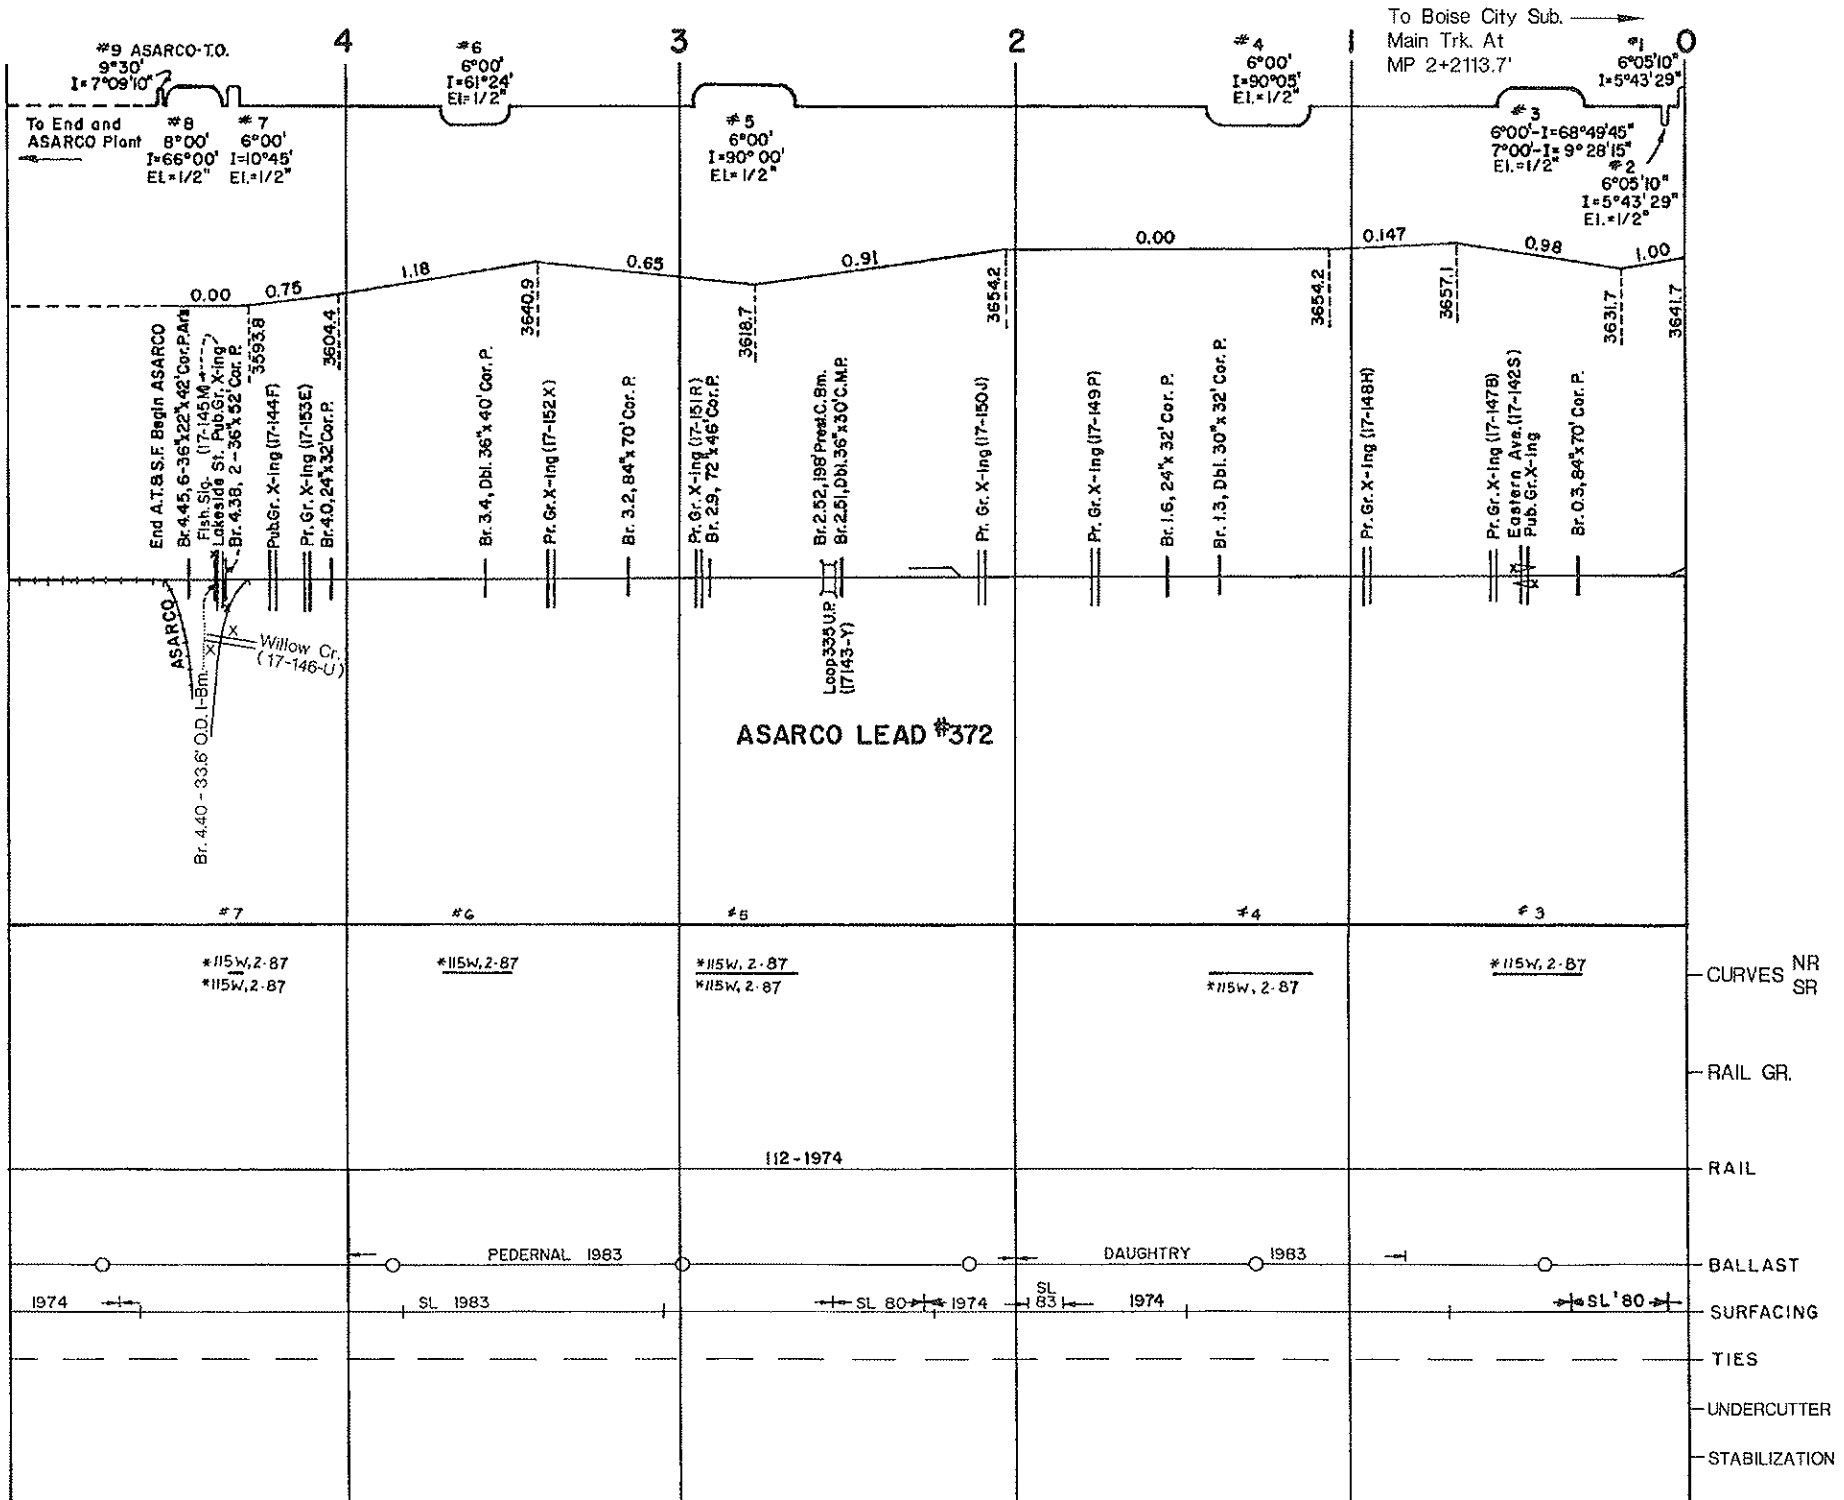 To Boise City Sub.
Main Trk. At
MP 2+2113.7'
4
3
2
1
0
#9 ASARCO-T.O.
9°30'
I=7°09'10"
#6
6°00'
I=61°24'
El=1/2"
#4
6°00'
I=90°05'
El.=1/2"
#1
6°05'10"
I=5°43'29"
To End and
ASARCO Plant
#8
8°00'
I=66°00'
El.=1/2"
#7
6°00'
I=10°45'
El.=1/2"
#5
6°00'
I=90°00'
El.=1/2"
#3
6°00'-I=68°49'45"
7°00'-I=9°28'15"
El.=1/2"
#2
6°05'10"
I=5°43'29"
El.=1/2"
0.00
0.75
1.18
0.65
0.91
0.00
0.147
0.98
1.00
3593.8
3604.4
3640.9
3618.7
3654.2
3654.2
3657.1
3631.7
3641.7
End A.T.&S.F. Begin ASARCO
Br.4.45, 6-36"x22"x42' Cor.P.Arh
Flsh. Sig. (17-145M)
Lakeside St. Pub.Gr. X-ing
Br. 4.38, 2-36"x52' Cor. P.
Pub.Gr. X-ing (17-144F)
Pr. Gr. X-ing (17-153E)
Br.4.0, 24"x32' Cor. P.
Br. 3.4, Dbl. 36"x40' Cor. P.
Pr. Gr. X-ing (17-152X)
Br. 3.2, 84"x70' Cor. P.
Pr. Gr. X-ing (17-151R)
Br. 2.9, 72"x46' Cor. P.
Br. 2.52, 198' Prest.C. Bm.
Br. 2.51, Dbl.36"x30' C.M.P.
Pr. Gr. X-ing (17-150J)
Pr. Gr. X-ing (17-149P)
Br. 1.6, 24"x32' Cor. P.
Br. 1.3, Dbl. 30"x32' Cor. P.
Pr. Gr. X-ing (17-148H)
Pr. Gr. X-ing (17-147B)
Eastern Ave. (17-142S)
Pub. Gr. X-ing
Br. 0.3, 84"x70' Cor. P.
ASARCO
Willow Cr.
(17-146-U)
Br. 4.40 - 33.6' O.D. I-Bm.
Loop335U.P.
(17143-Y)
ASARCO LEAD #372
#7
#6
#5
#4
#3
*115W, 2.87
*115W, 2.87
*115W, 2.87
*115W, 2.87
CURVES NR
SR
*115W, 2.87
*115W, 2.87
*115W, 2.87
RAIL GR.
112-1974
RAIL
PEDERNAL 1983
DAUGHTRY 1983
BALLAST
1974
SL 1983
SL 80
1974
SL
83
1974
SL '80
SURFACING
TIES
UNDERCUTTER
STABILIZATION